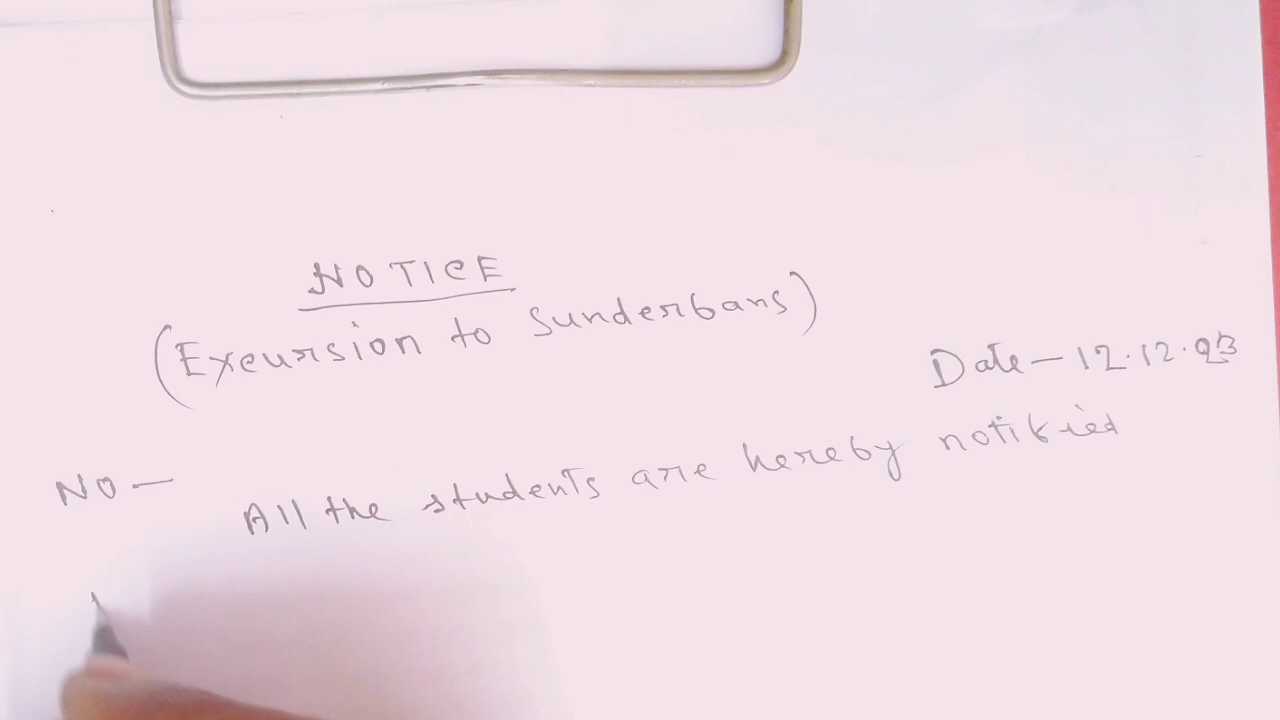 NOTICE
(Excursion to Sunderbans)
Date - 12.12.23
NO -
All the students are hereby notified